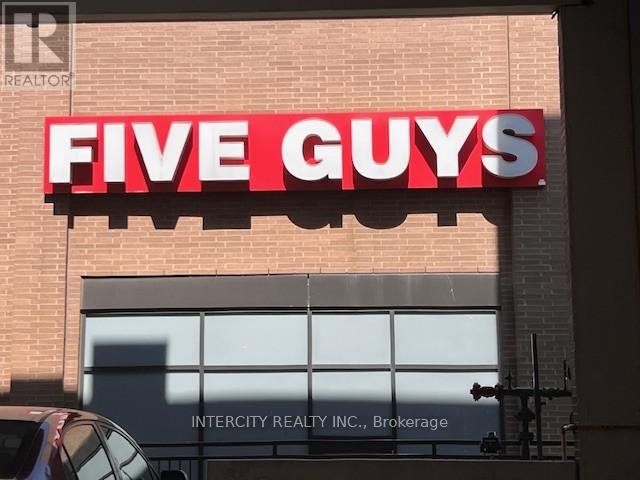 R
REALTOR®
FIVE GUYS
INTERCITY REALTY INC., Brokerage